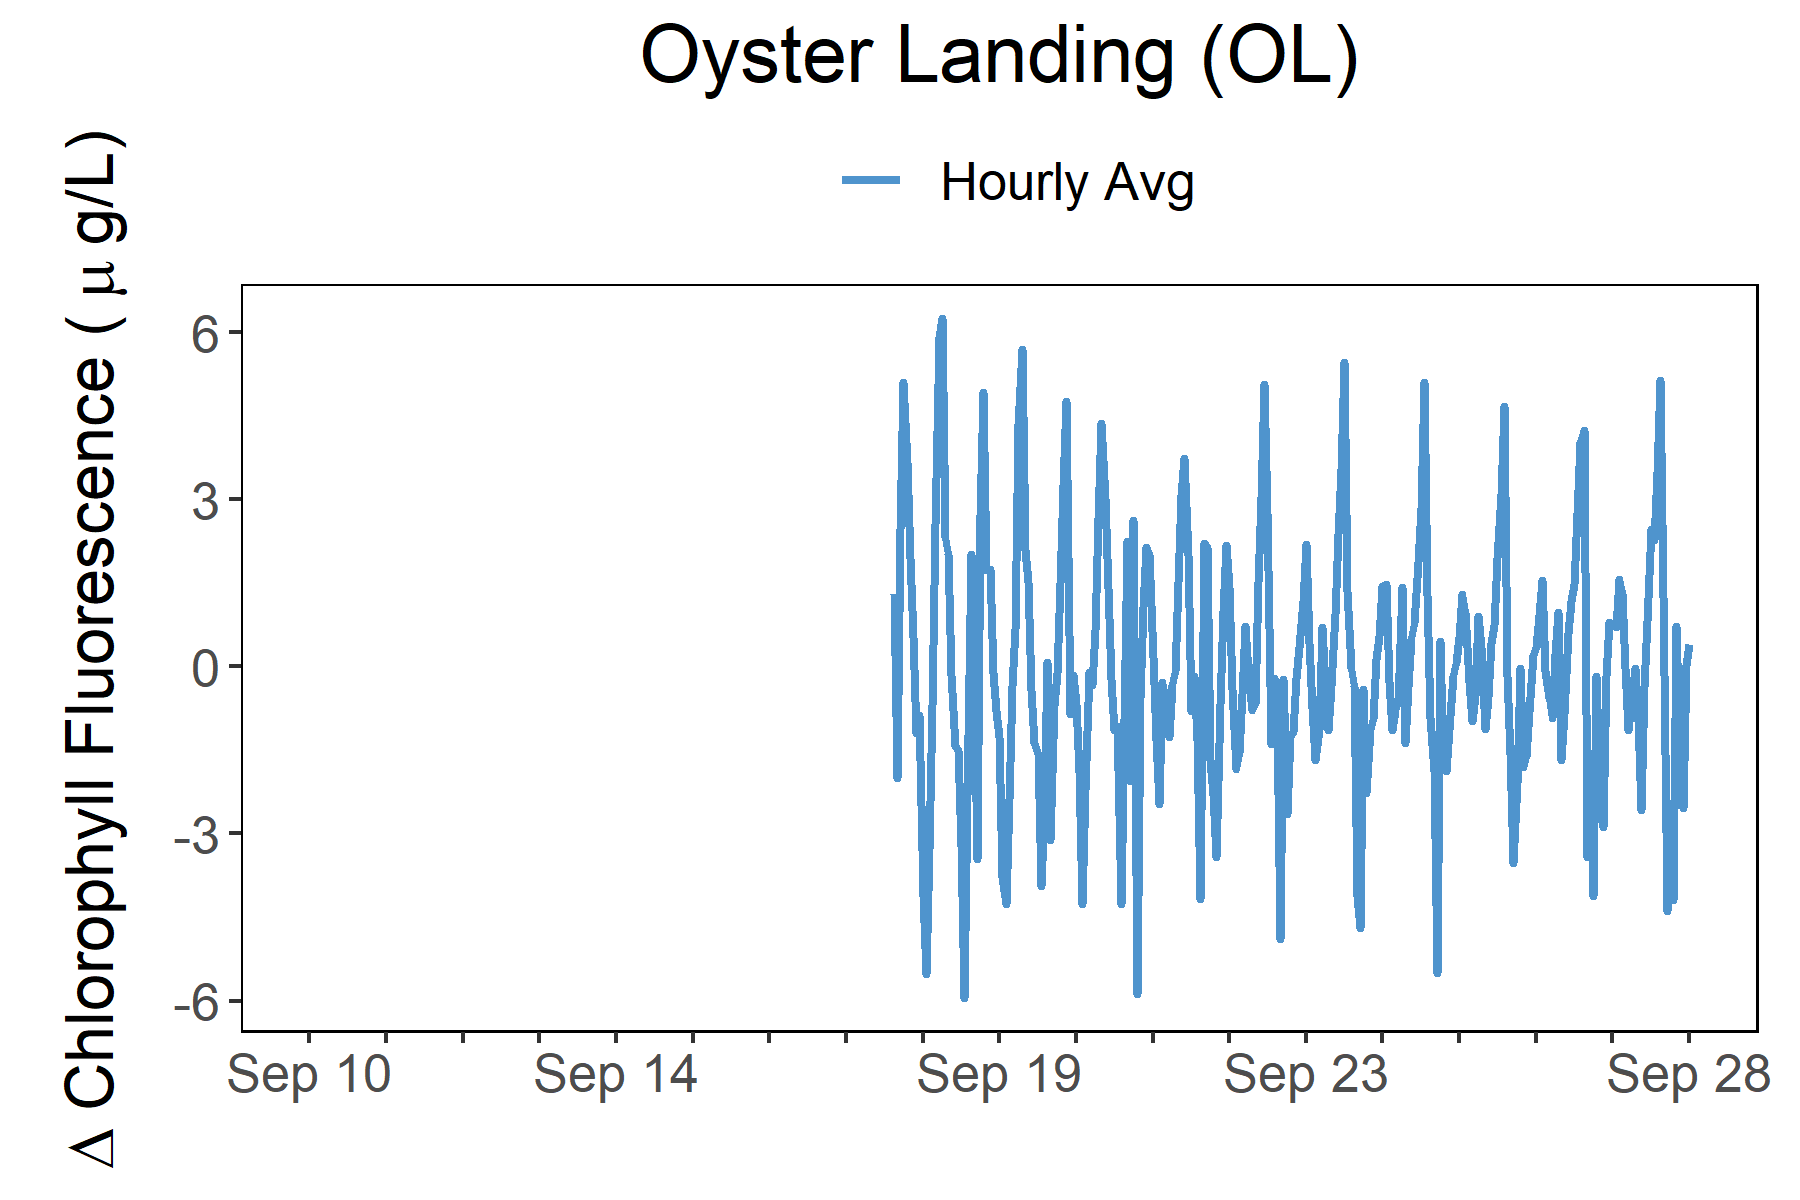 Oyster Landing (OL)
Hourly Avg
Δ Chlorophyll Fluorescence ( μ g/L)
6
3
0
-3
-6
Sep 10 Sep 14 Sep 19 Sep 23 Sep 28